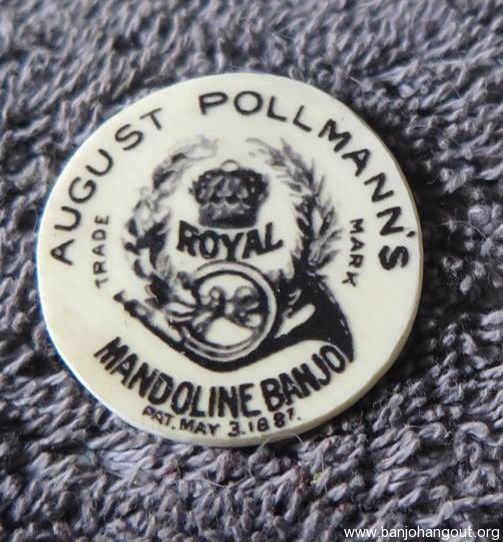 AUGUST POLLMANN'S
TRADE MARK
ROYAL
MANDOLINE BANJO
PAT. MAY 3.1887.
www.banjohangout.org